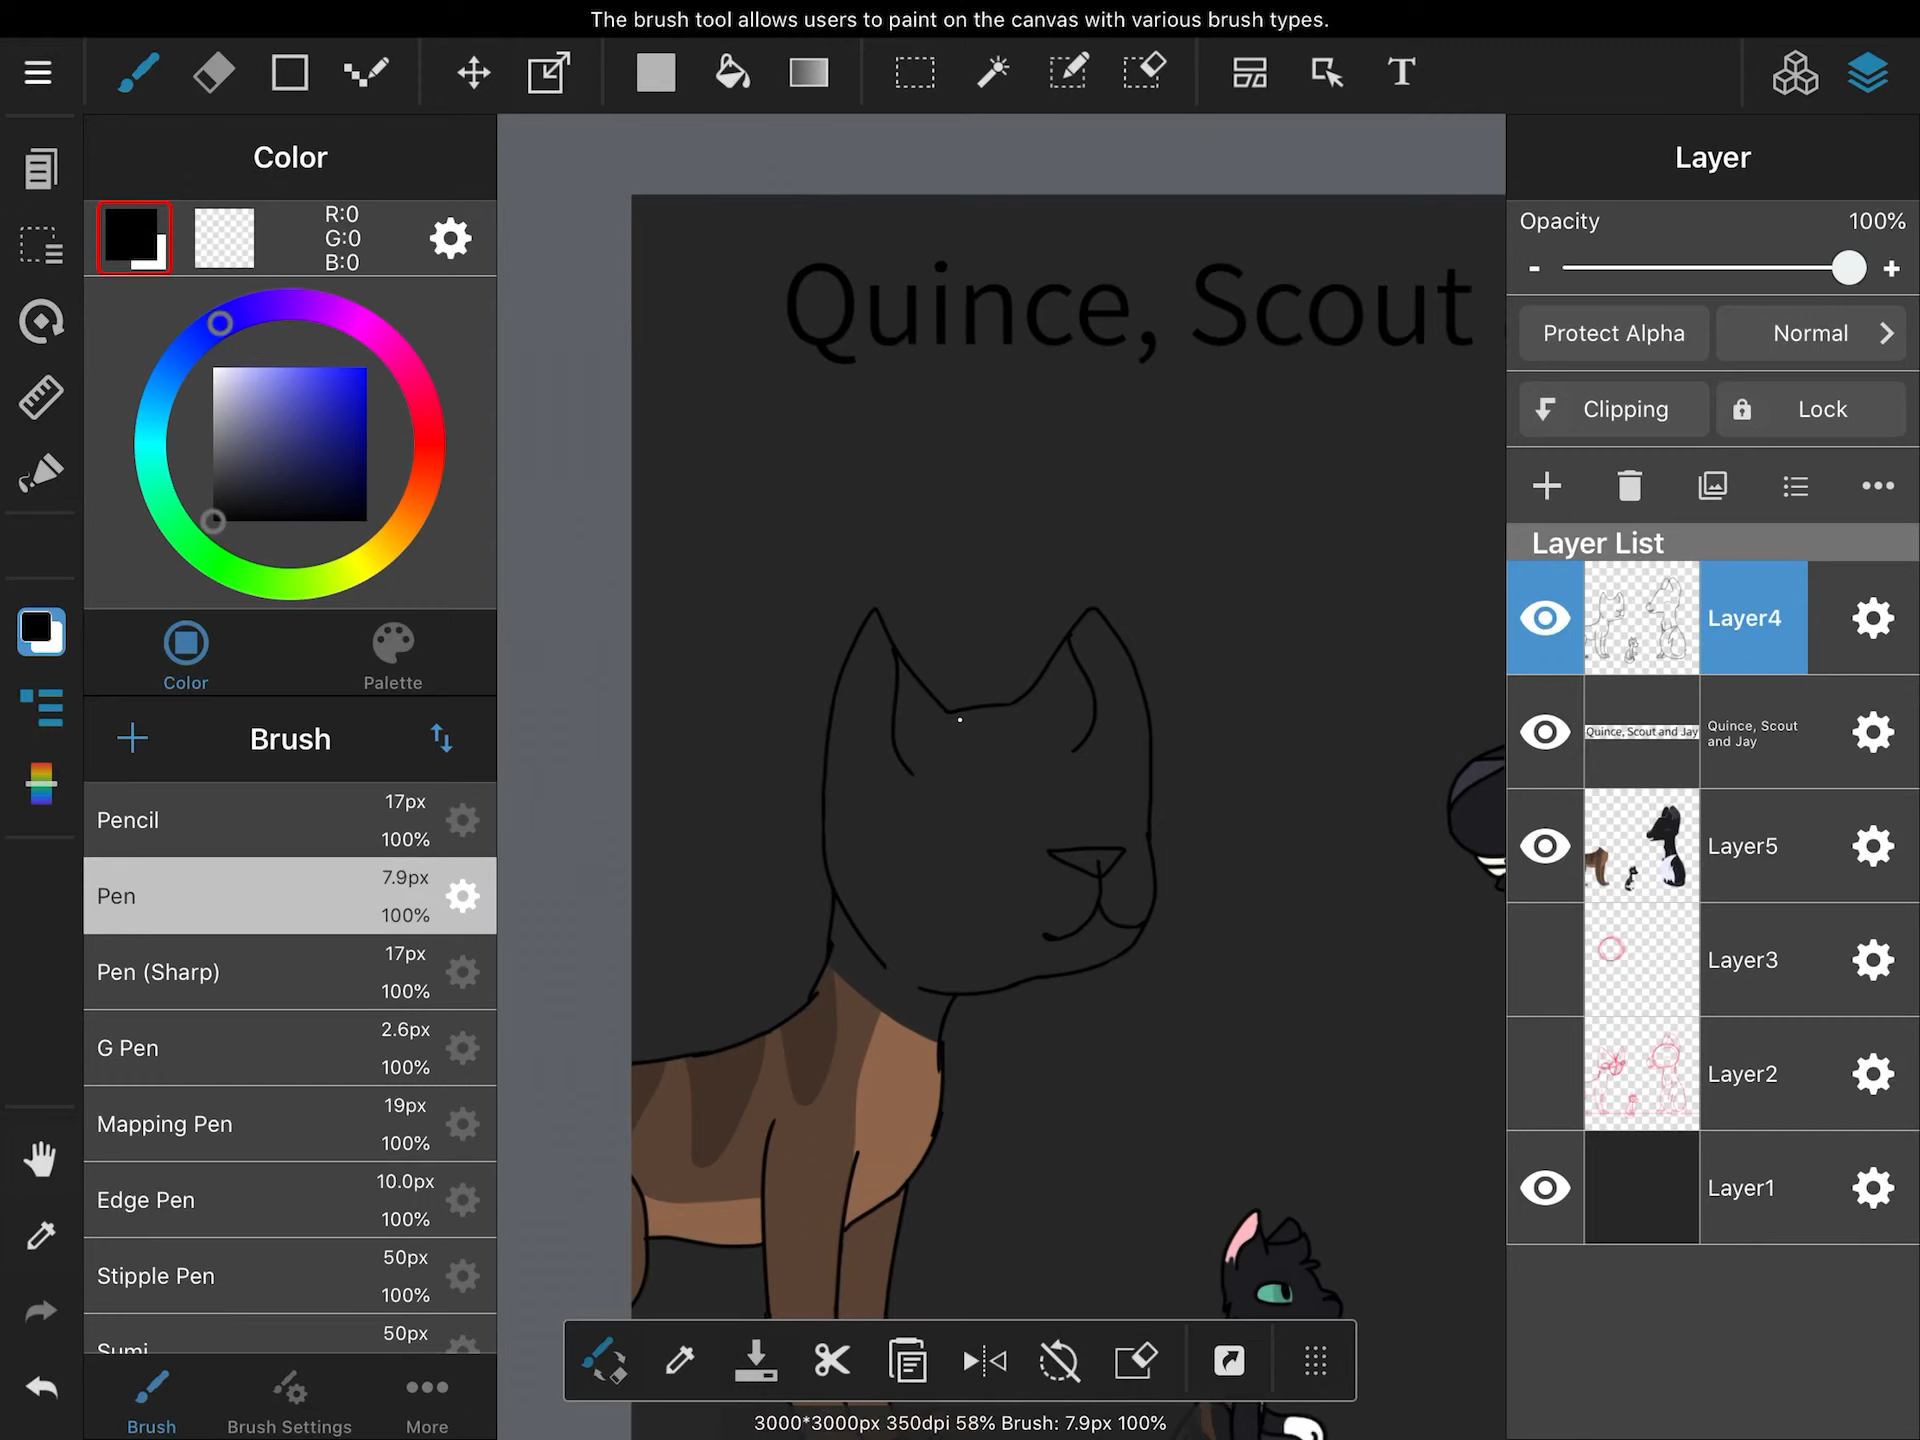 The brush tool allows users to paint on the canvas with various brush types.
T
Color
R:0
G:0
B:0
Color
Palette
Brush
Pencil 17px 100%
Pen 7.9px 100%
Pen (Sharp) 17px 100%
G Pen 2.6px 100%
Mapping Pen 19px 100%
Edge Pen 10.0px 100%
Stipple Pen 50px 100%
Sumi 50px
Brush
Brush Settings
More
Quince, Scout
3000*3000px 350dpi 58% Brush: 7.9px 100%
Layer
Opacity 100%
- +
Protect Alpha
Normal
Clipping
Lock
Layer List
Layer4
Quince, Scout and Jay
Quince, Scout
and Jay
Layer5
Layer3
Layer2
Layer1